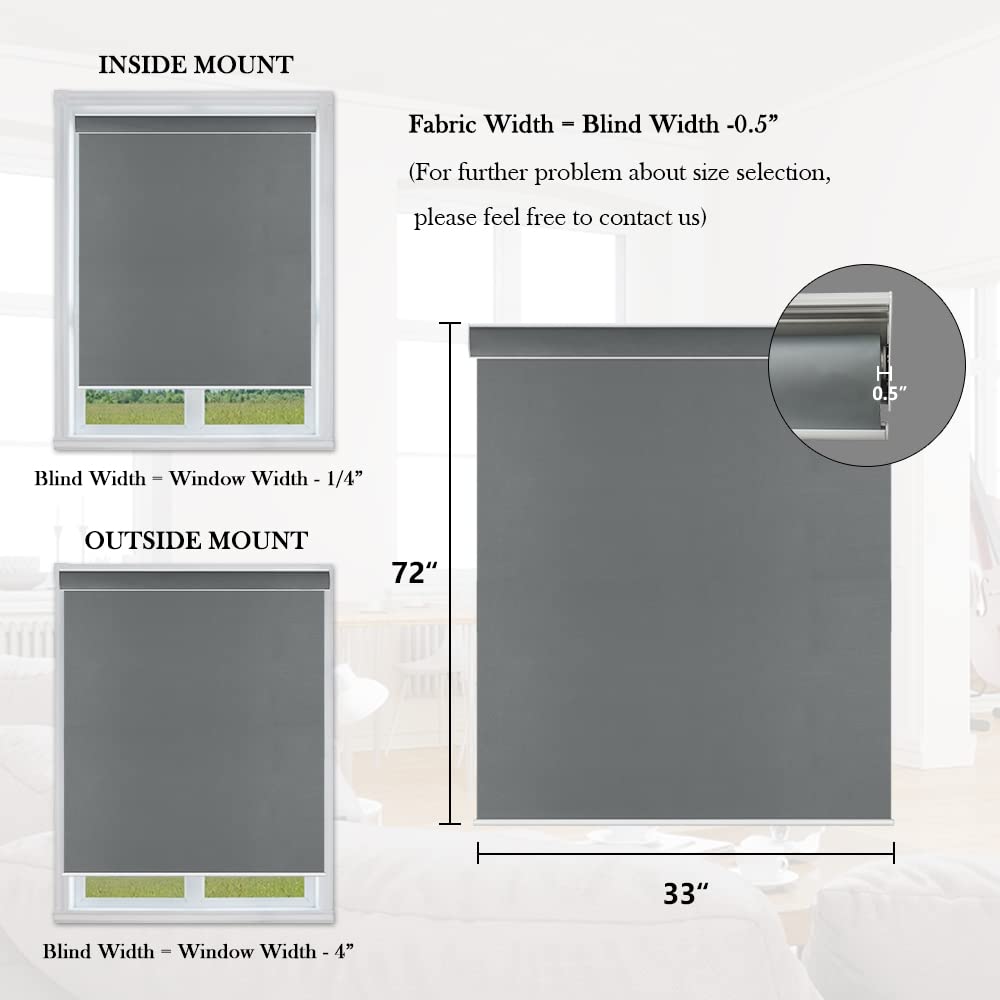 INSIDE MOUNT
Blind Width = Window Width - 1/4”
OUTSIDE MOUNT
Blind Width = Window Width - 4”
Fabric Width = Blind Width -0.5”
(For further problem about size selection,
please feel free to contact us)
0.5”
72“
33“